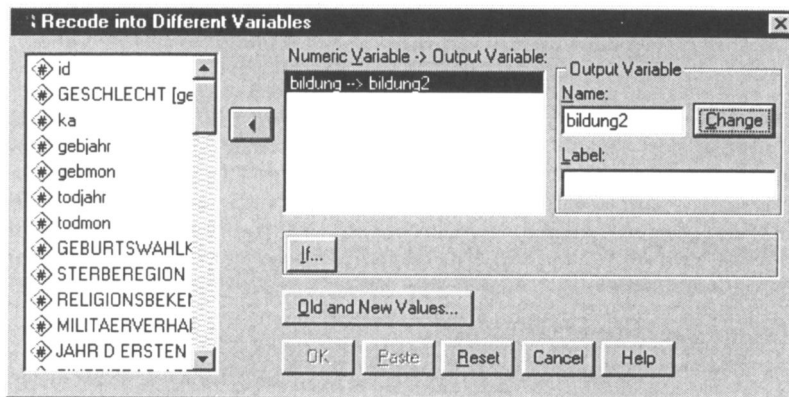 Recode into Different Variables
id
GESCHLECHT [ge
ka
gebjahr
gebmon
todjahr
todmon
GEBURTSWAHLK
STERBEREGION
RELIGIONSBEKEN
MILITAERVERHAL
JAHR D ERSTEN
Numeric Variable -> Output Variable:
bildung --> bildung2
Output Variable
Name:
bildung2
Change
Label:
If...
Old and New Values...
OK
Paste
Reset
Cancel
Help